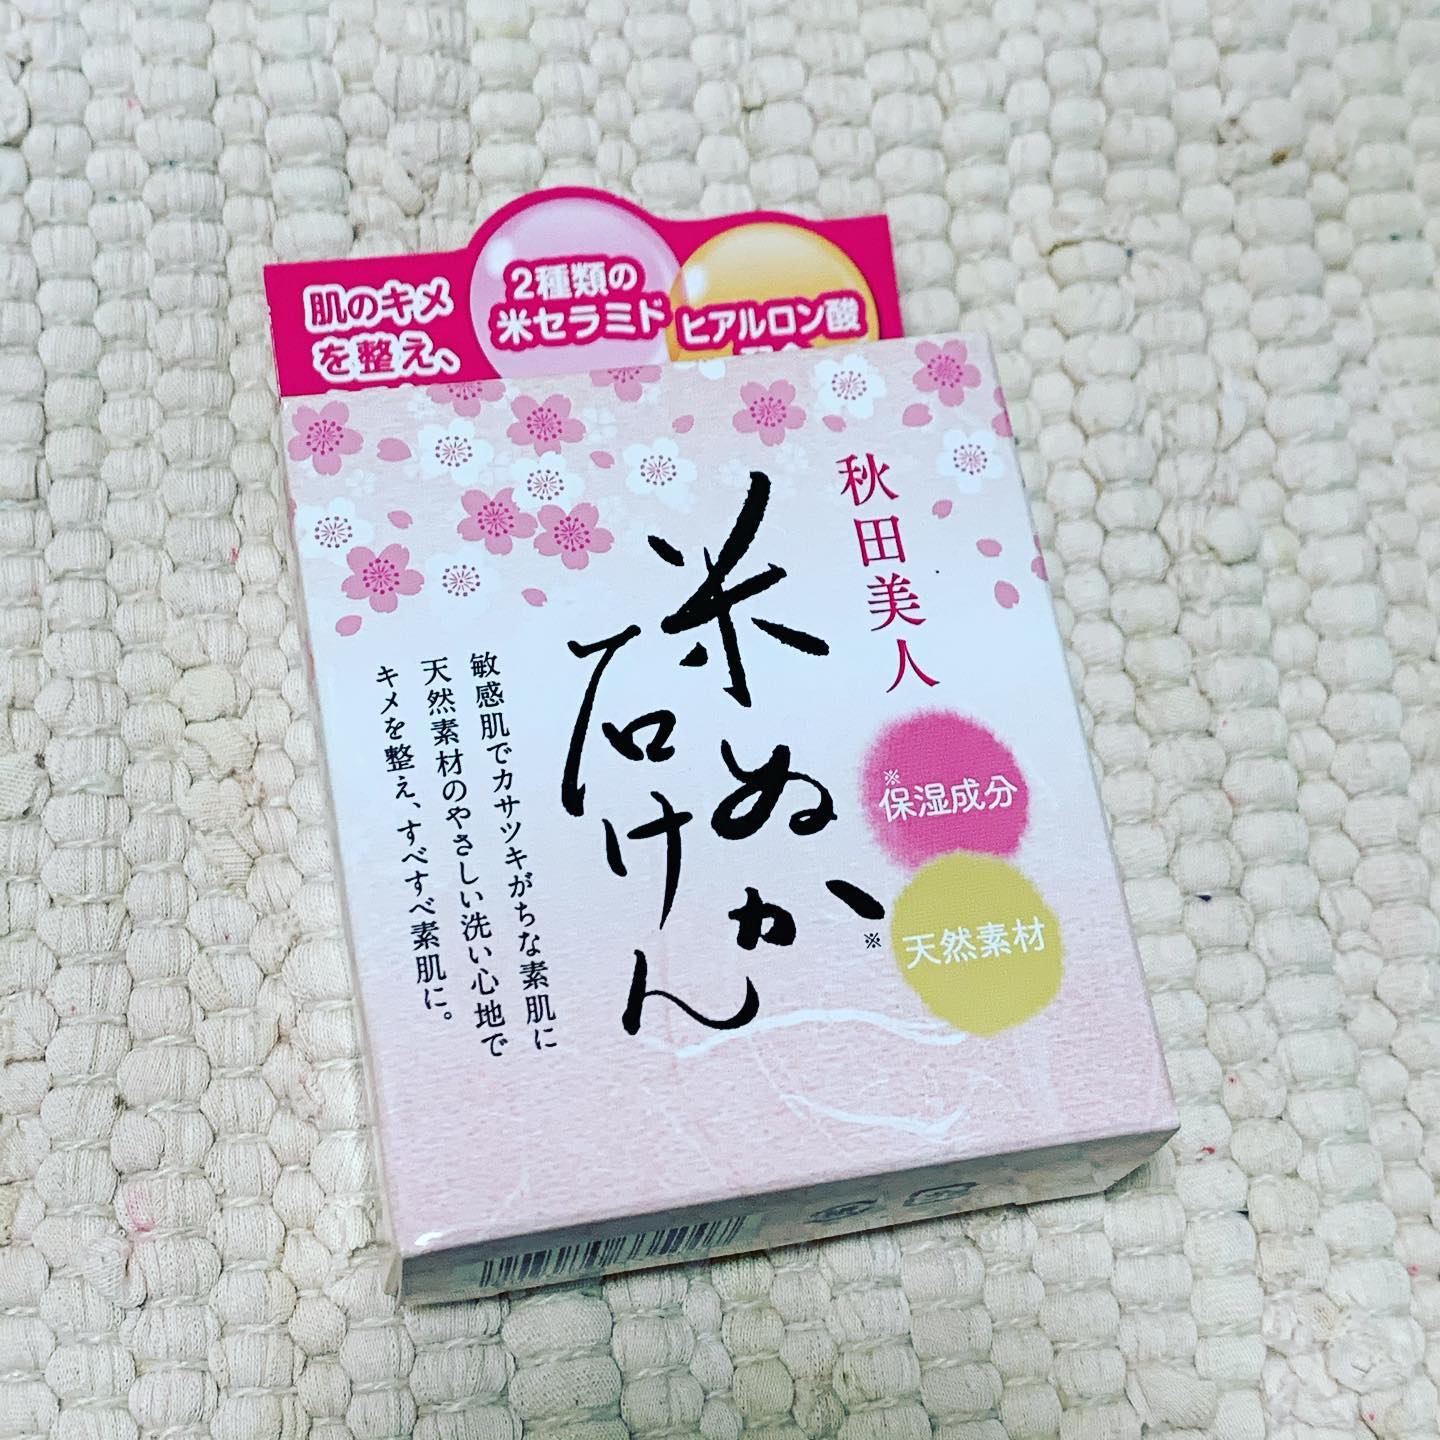 肌のキメ
を整え、
2種類の
米セラミド
ヒアルロン酸
秋田美人
米ぬか
石けん
※
※保湿成分
天然素材
敏感肌でカサツキがちな素肌に
天然素材のやさしい洗い心地で
キメを整え、すべすべ素肌に。